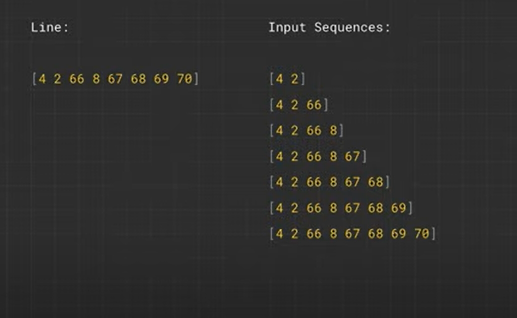 Line:
Input Sequences:
[4 2 66 8 67 68 69 70]
[4 2]
[4 2 66]
[4 2 66 8]
[4 2 66 8 67]
[4 2 66 8 67 68]
[4 2 66 8 67 68 69]
[4 2 66 8 67 68 69 70]